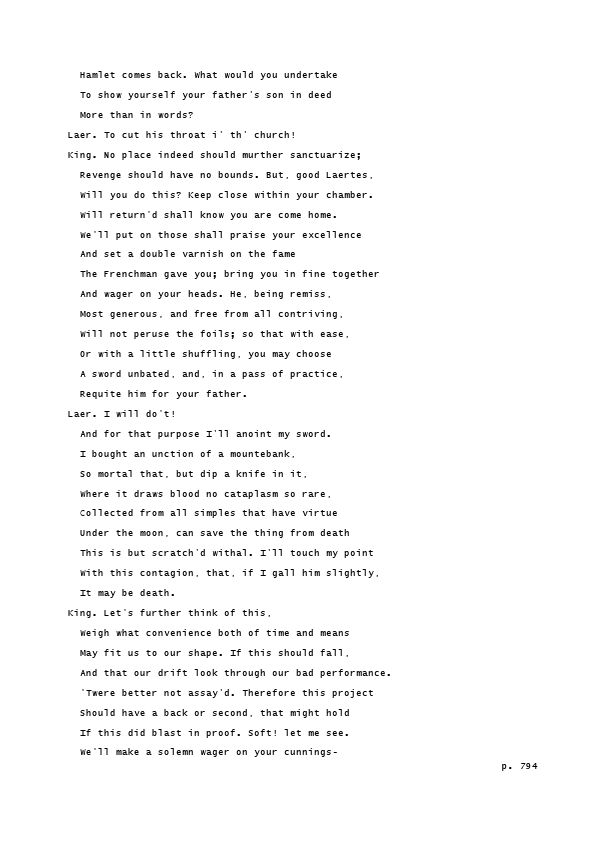 Hamlet comes back. What would you undertake
To show yourself your father's son in deed
More than in words?
Laer. To cut his throat i' th' church!
King. No place indeed should murther sanctuarize;
Revenge should have no bounds. But, good Laertes,
Will you do this? Keep close within your chamber.
Will return'd shall know you are come home.
We'll put on those shall praise your excellence
And set a double varnish on the fame
The Frenchman gave you; bring you in fine together
And wager on your heads. He, being remiss,
Most generous, and free from all contriving,
Will not peruse the foils; so that with ease,
Or with a little shuffling, you may choose
A sword unbated, and, in a pass of practice,
Requite him for your father.
Laer. I will do't!
And for that purpose I'll anoint my sword.
I bought an unction of a mountebank,
So mortal that, but dip a knife in it,
Where it draws blood no cataplasm so rare,
Collected from all simples that have virtue
Under the moon, can save the thing from death
This is but scratch'd withal. I'll touch my point
With this contagion, that, if I gall him slightly,
It may be death.
King. Let's further think of this,
Weigh what convenience both of time and means
May fit us to our shape. If this should fall,
And that our drift look through our bad performance.
'Twere better not assay'd. Therefore this project
Should have a back or second, that might hold
If this did blast in proof. Soft! let me see.
We'll make a solemn wager on your cunnings-
p. 794